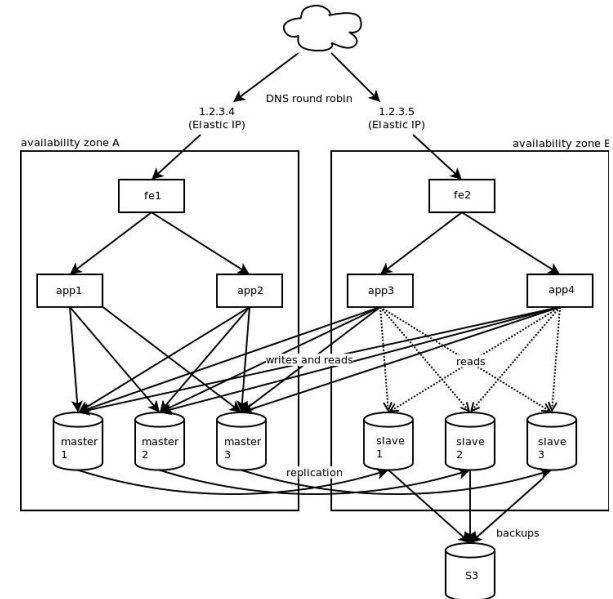 DNS round robin
1.2.3.4
(Elastic IP)
1.2.3.5
(Elastic IP)
availability zone A
availability zone B
fe1
fe2
app1
app2
app3
app4
writes and reads
reads
master
1
master
2
master
3
slave
1
slave
2
slave
3
replication
backups
S3